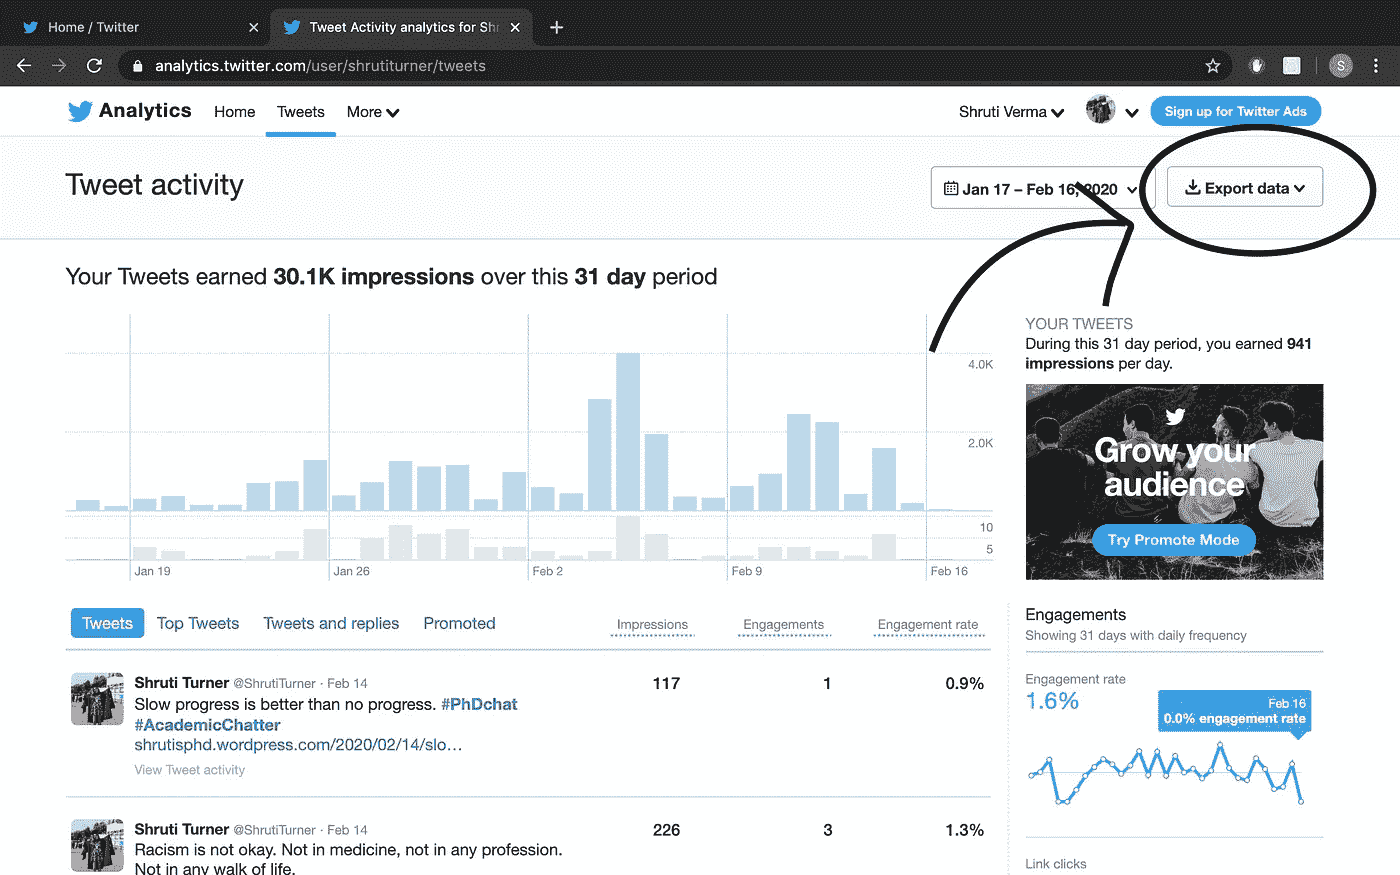 Home / Twitter
Tweet Activity analytics for Shr
analytics.twitter.com/user/shrutiturner/tweets
S
Analytics Home Tweets More
Shruti Verma
Sign up for Twitter Ads
Tweet activity
Jan 17 – Feb 16, 2020
Export data
Your Tweets earned 30.1K impressions over this 31 day period
4.0K
2.0K
10
5
Jan 19 Jan 26 Feb 2 Feb 9 Feb 16
YOUR TWEETS
During this 31 day period, you earned 941
impressions per day.
Grow your
audience
Try Promote Mode
Tweets Top Tweets Tweets and replies Promoted Impressions Engagements Engagement rate
Shruti Turner @ShrutiTurner · Feb 14 117 1 0.9%
Slow progress is better than no progress. #PhDchat
#AcademicChatter
shrutisphd.wordpress.com/2020/02/14/slo…
View Tweet activity
Shruti Turner @ShrutiTurner · Feb 14 226 3 1.3%
Racism is not okay. Not in medicine, not in any profession.
Not in any walk of life.
Engagements
Showing 31 days with daily frequency
Engagement rate
1.6%
Feb 16
0.0% engagement rate
Link clicks